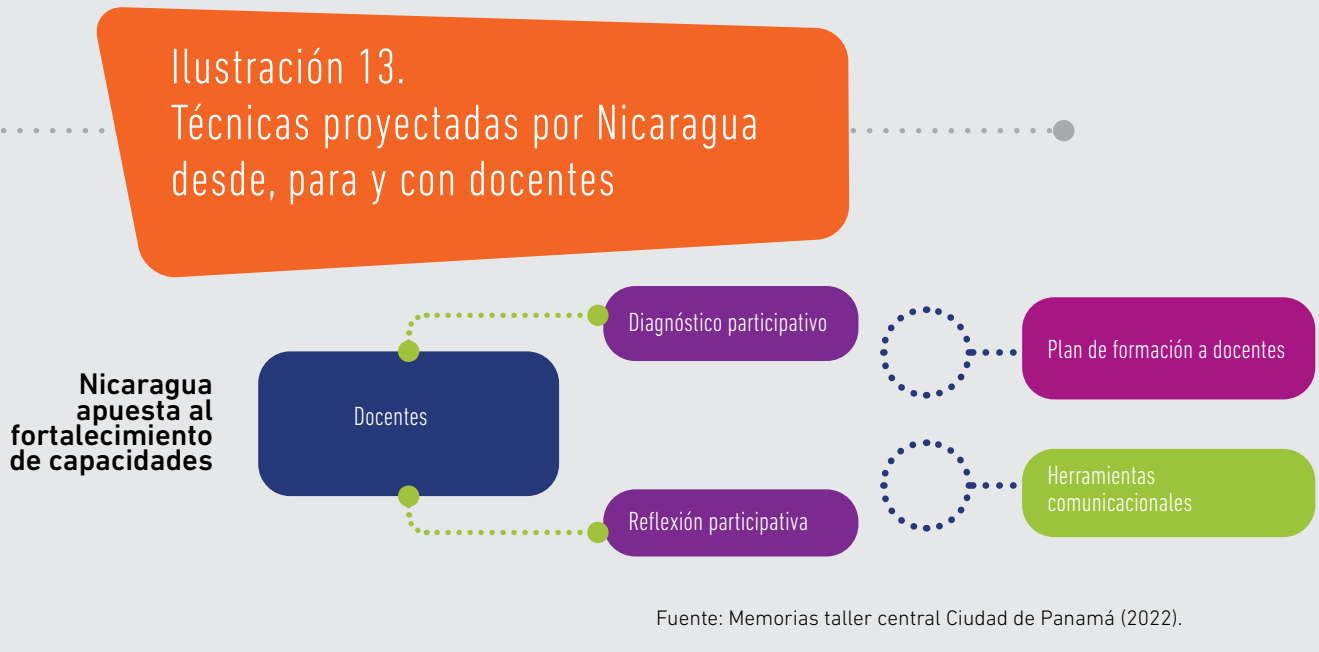 Ilustración 13.
Técnicas proyectadas por Nicaragua
desde, para y con docentes
Nicaragua
apuesta al
fortalecimiento
de capacidades
Docentes
Diagnóstico participativo
Reflexión participativa
Plan de formación a docentes
Herramientas
comunicacionales
Fuente: Memorias taller central Ciudad de Panamá (2022).